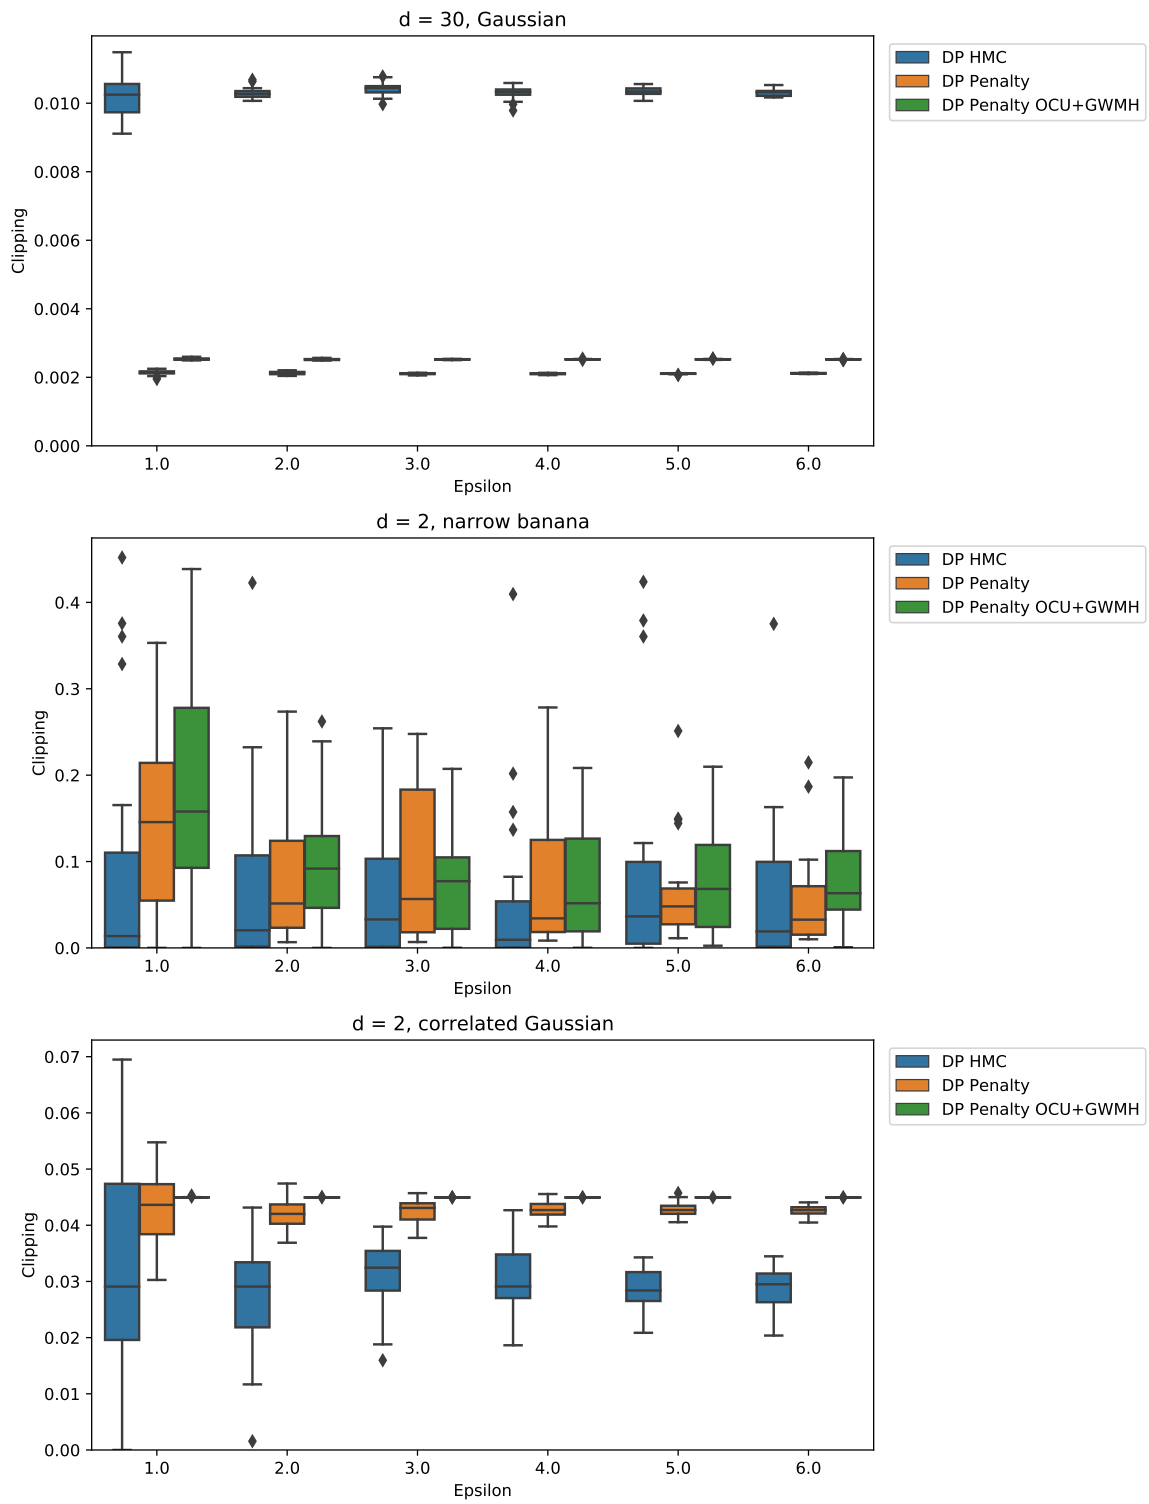 d = 30, Gaussian
DP HMC
DP Penalty
DP Penalty OCU+GWMH
0.010
0.008
0.006
0.004
0.002
0.000
Clipping
1.0 2.0 3.0 4.0 5.0 6.0
Epsilon
d = 2, narrow banana
DP HMC
DP Penalty
DP Penalty OCU+GWMH
0.4
0.3
0.2
0.1
0.0
Clipping
1.0 2.0 3.0 4.0 5.0 6.0
Epsilon
d = 2, correlated Gaussian
DP HMC
DP Penalty
DP Penalty OCU+GWMH
0.07
0.06
0.05
0.04
0.03
0.02
0.01
0.00
Clipping
1.0 2.0 3.0 4.0 5.0 6.0
Epsilon